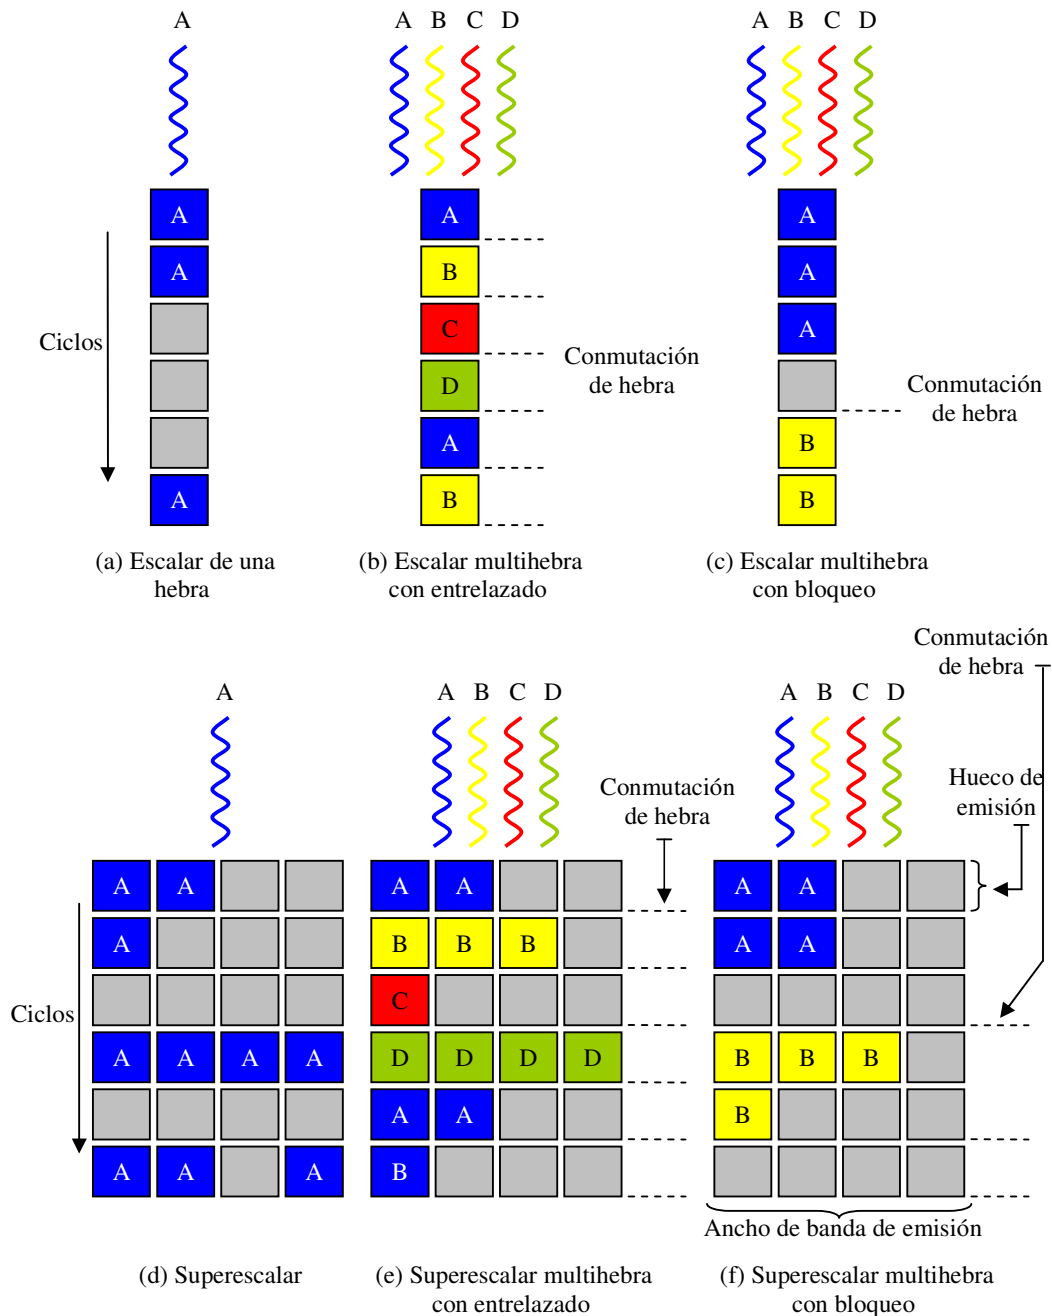 A
A B C D
A B C D
A
A
A
Ciclos
A
B
C
D
A
B
Conmutación
de hebra
A
A
A
B
B
Conmutación
de hebra
(a) Escalar de una
hebra
(b) Escalar multihebra
con entrelazado
(c) Escalar multihebra
con bloqueo
Conmutación
de hebra
A
A B C D
A B C D
Conmutación
de hebra
Hueco de
emisión
Ciclos
A A
A
A A A A
A A A
A A
B B B
C
D D D D
A A
B
A A
A A
B B B
B
Ancho de banda de emisión
(d) Superescalar
(e) Superescalar multihebra
con entrelazado
(f) Superescalar multihebra
con bloqueo